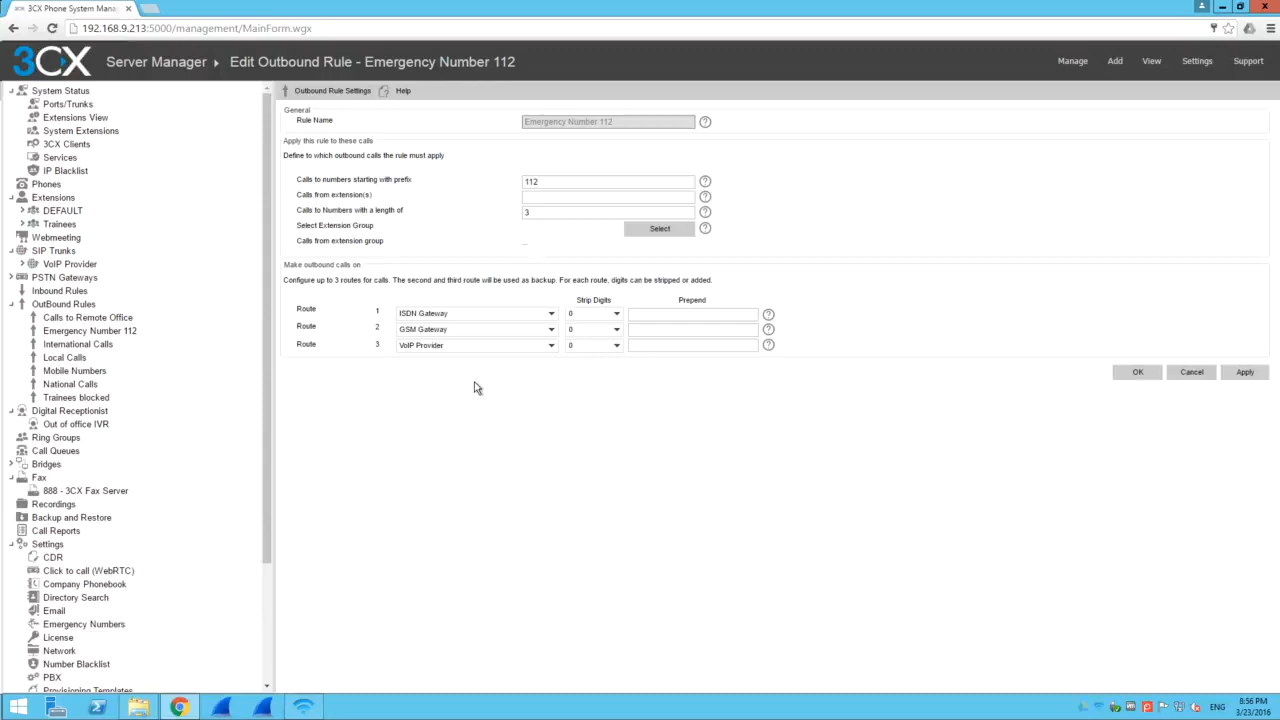 3CX Phone System Mana
192.168.9.213:5000/management/MainForm.wgx
3CX
Server Manager
Edit Outbound Rule - Emergency Number 112
Manage
Add
View
Settings
Support
System Status
Ports/Trunks
Extensions View
System Extensions
3CX Clients
Services
IP Blacklist
Phones
Extensions
DEFAULT
Trainees
Webmeeting
SIP Trunks
VoIP Provider
PSTN Gateways
Inbound Rules
OutBound Rules
Calls to Remote Office
Emergency Number 112
International Calls
Local Calls
Mobile Numbers
National Calls
Trainees blocked
Digital Receptionist
Out of office IVR
Ring Groups
Call Queues
Bridges
Fax
888 - 3CX Fax Server
Recordings
Backup and Restore
Call Reports
Settings
CDR
Click to call (WebRTC)
Company Phonebook
Directory Search
Email
Emergency Numbers
License
Network
Number Blacklist
PBX
Provisioning Templates
Outbound Rule Settings
Help
General
Rule Name
Emergency Number 112
Apply this rule to these calls
Define to which outbound calls the rule must apply
Calls to numbers starting with prefix
112
Calls from extension(s)
Calls to Numbers with a length of
3
Select Extension Group
Select
Calls from extension group
...
Make outbound calls on
Configure up to 3 routes for calls. The second and third route will be used as backup. For each route, digits can be stripped or added.
Strip Digits
Prepend
Route 1 ISDN Gateway 0
Route 2 GSM Gateway 0
Route 3 VoIP Provider 0
OK
Cancel
Apply
ENG
8:56 PM
3/23/2016